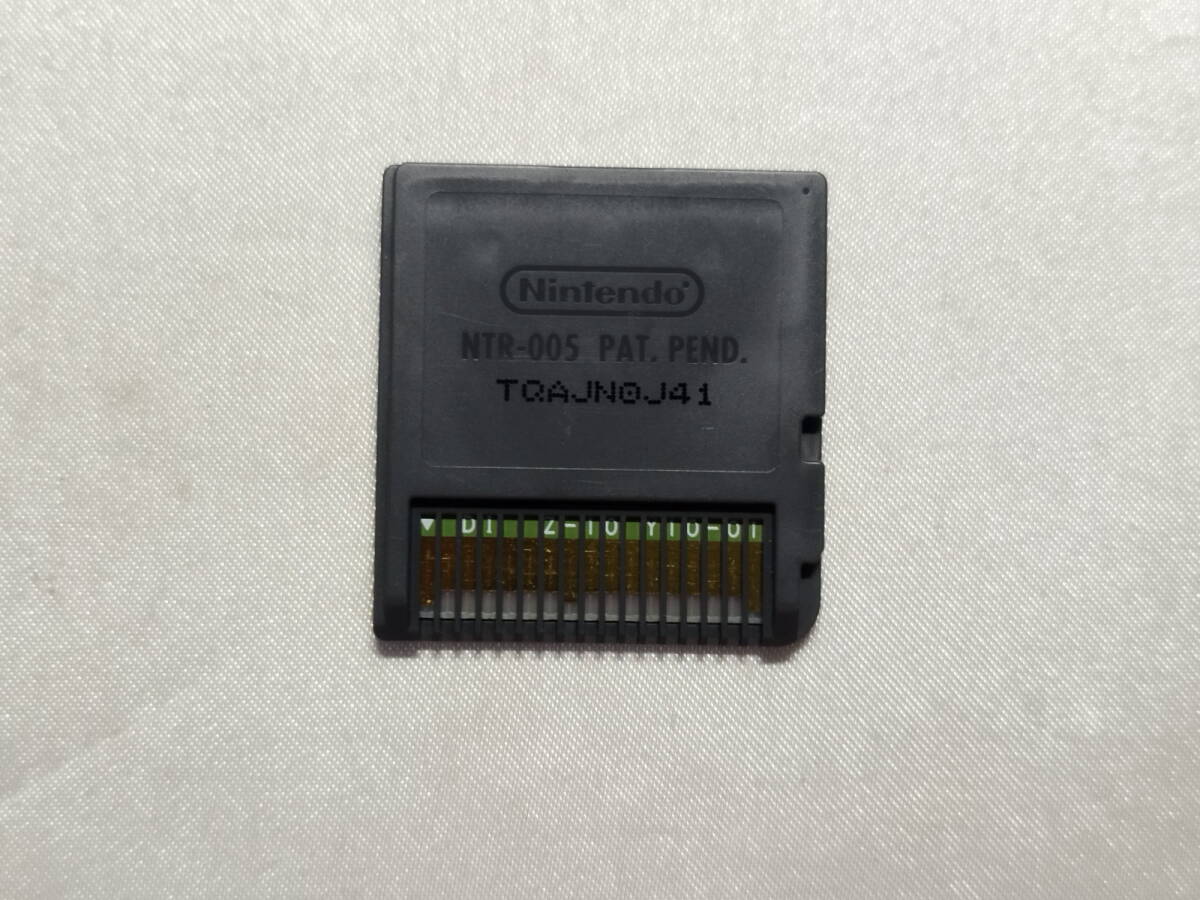 Nintendo®
NTR-005 PAT. PEND.
TQAJN0J41